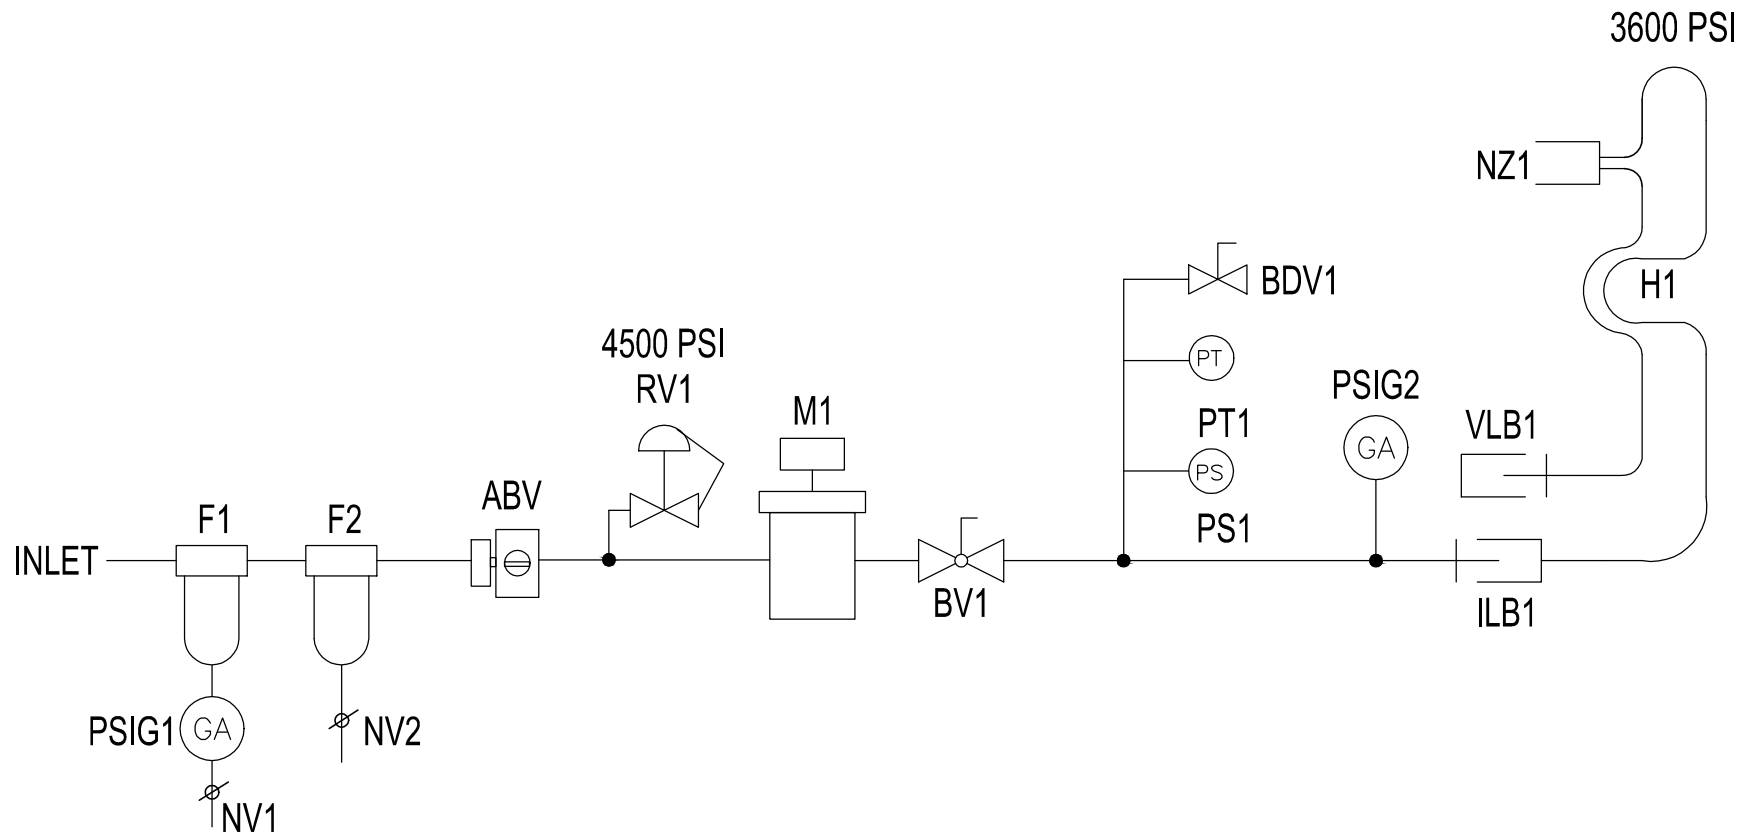 3600 PSI
NZ1
H1
BDV1
4500 PSI
RV1
PT
PSIG2
M1
PT1
VLB1
GA
PS
ABV
F1
F2
PS1
INLET
BV1
ILB1
PSIG1
GA
NV2
NV1